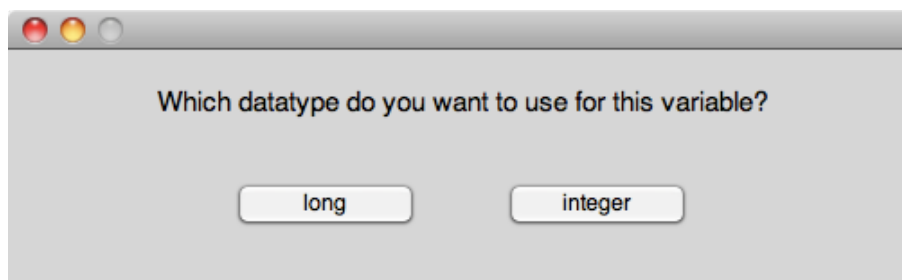 Which datatype do you want to use for this variable?
long integer